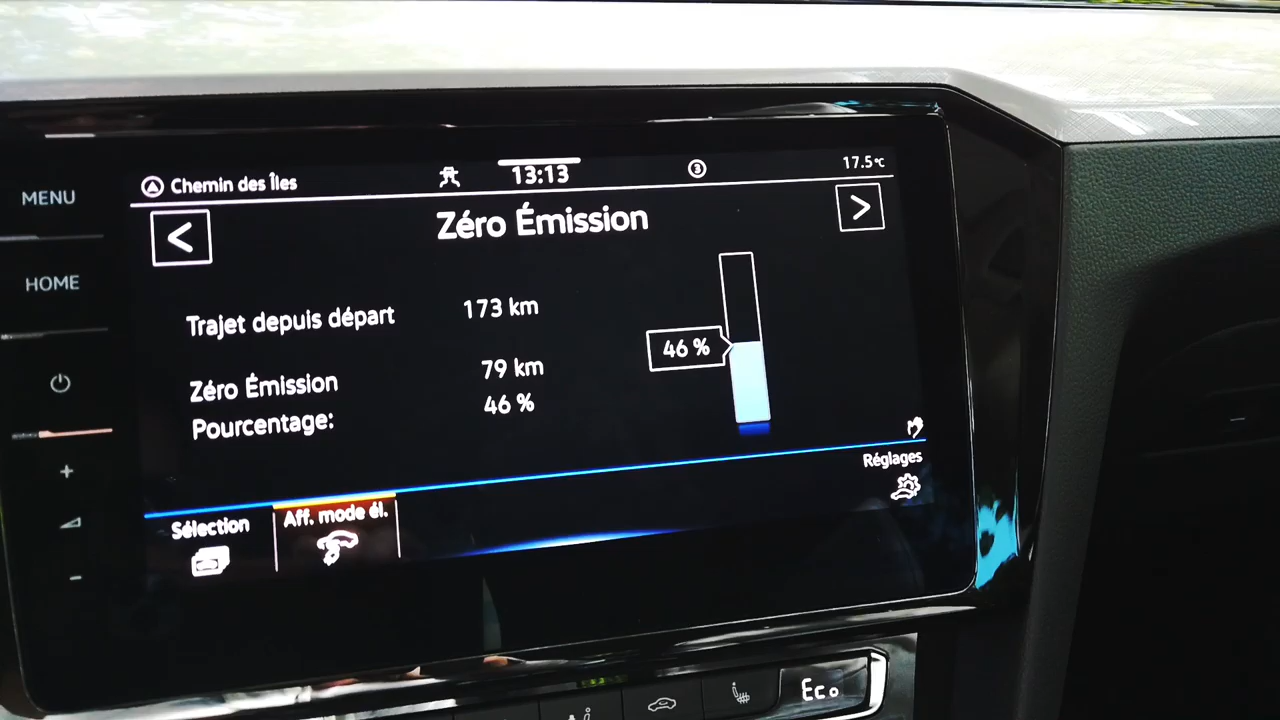 MENU
HOME
Chemin des Îles
13:13
3
17.5°C
<
Zéro Émission
>
Trajet depuis départ 173 km
Zéro Émission 79 km
Pourcentage: 46 %
46 %
Réglages
Sélection
Aff. mode él.
+
-
Eco